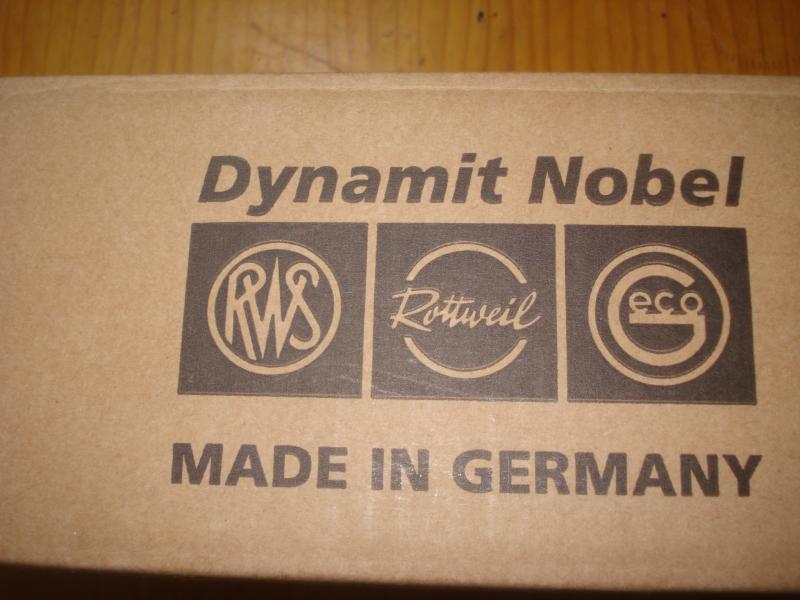 Dynamit Nobel
RWS Rottweil Geco
MADE IN GERMANY